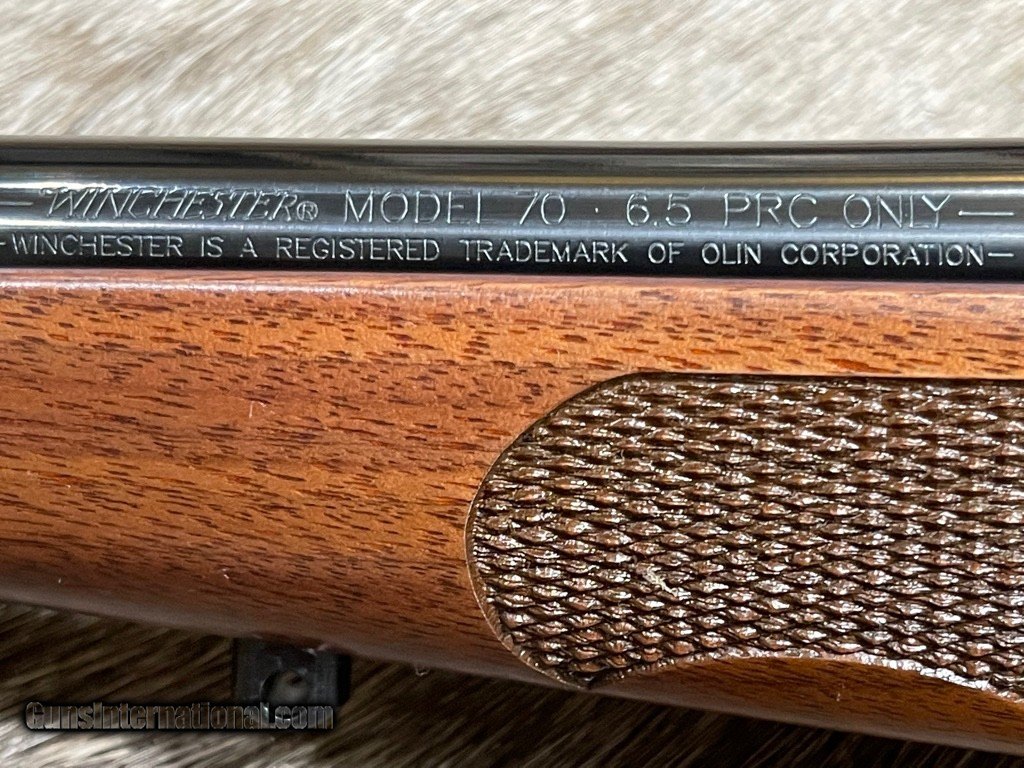 —WINCHESTER® MODEL 70 · 6.5 PRC ONLY—
—WINCHESTER IS A REGISTERED TRADEMARK OF OLIN CORPORATION—
GunsInternational.com